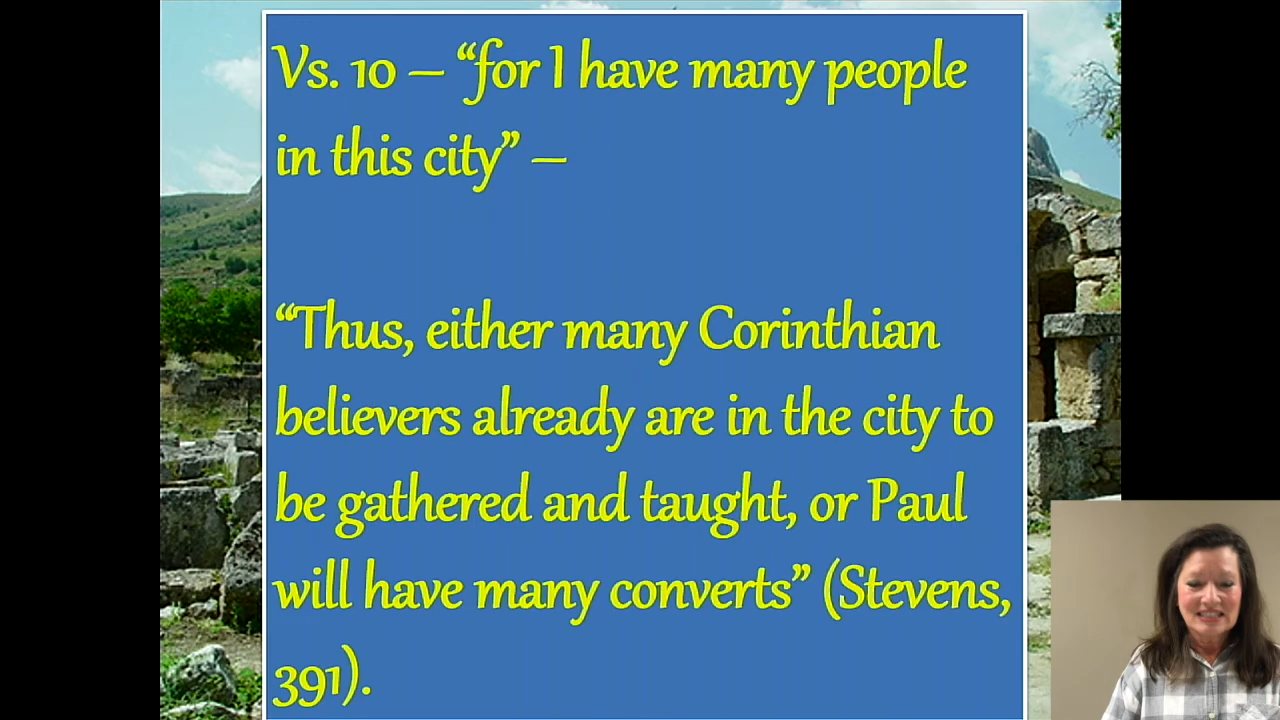 Vs. 10 – “for I have many people
in this city” –
“Thus, either many Corinthian
believers already are in the city to
be gathered and taught, or Paul
will have many converts” (Stevens,
391).